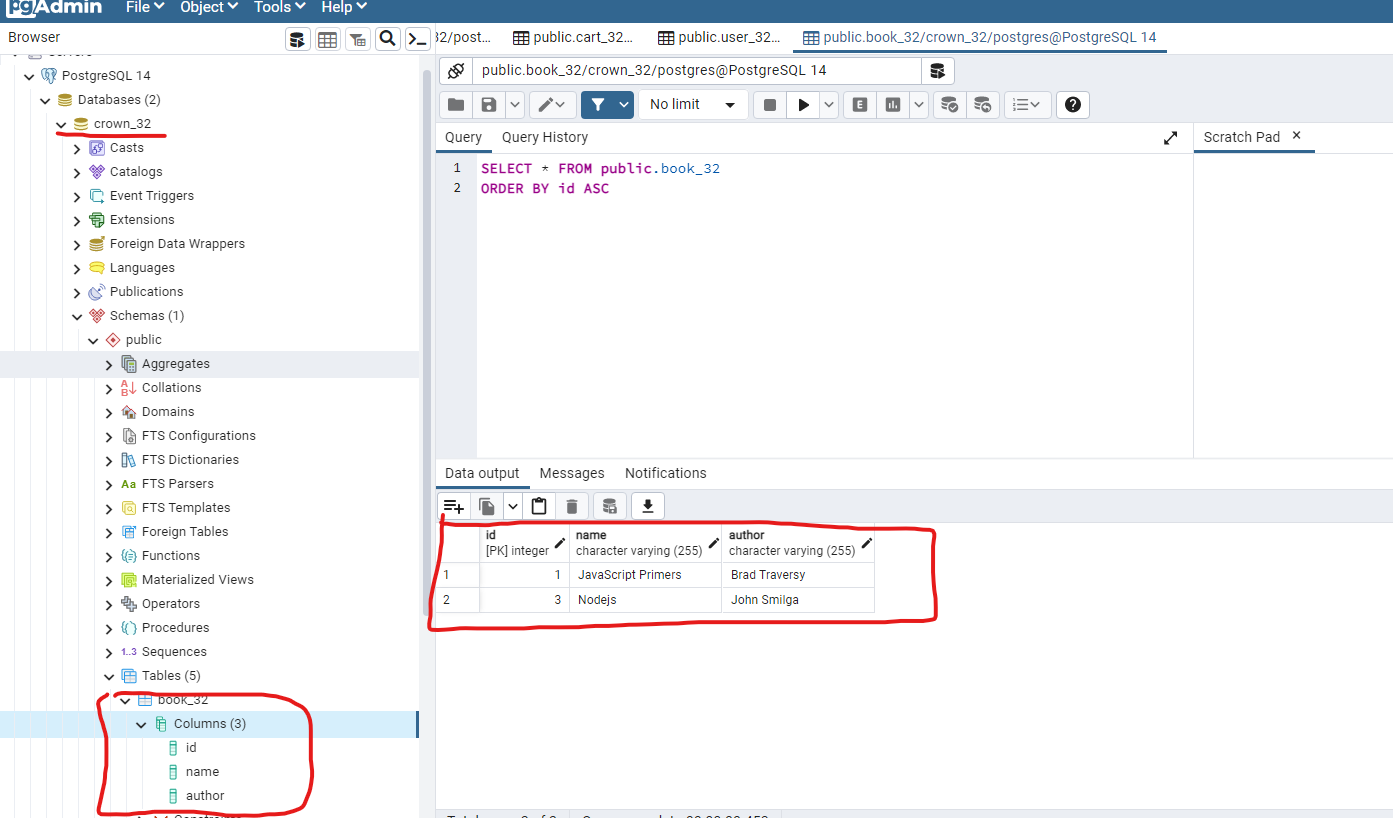 pgAdmin File Object Tools Help
Browser
32/post... public.cart_32... public.user_32... public.book_32/crown_32/postgres@PostgreSQL 14
PostgreSQL 14
Databases (2)
crown_32
Casts
Catalogs
Event Triggers
Extensions
Foreign Data Wrappers
Languages
Publications
Schemas (1)
public
Aggregates
Collations
Domains
FTS Configurations
FTS Dictionaries
Aa FTS Parsers
FTS Templates
Foreign Tables
Functions
Materialized Views
Operators
Procedures
1..3 Sequences
Tables (5)
book_32
Columns (3)
id
name
author
public.book_32/crown_32/postgres@PostgreSQL 14
No limit
E
Query Query History
Scratch Pad
1 SELECT * FROM public.book_32
2 ORDER BY id ASC
Data output Messages Notifications
id name author
[PK] integer character varying (255) character varying (255)
1 1 JavaScript Primers Brad Traversy
2 3 Nodejs John Smilga